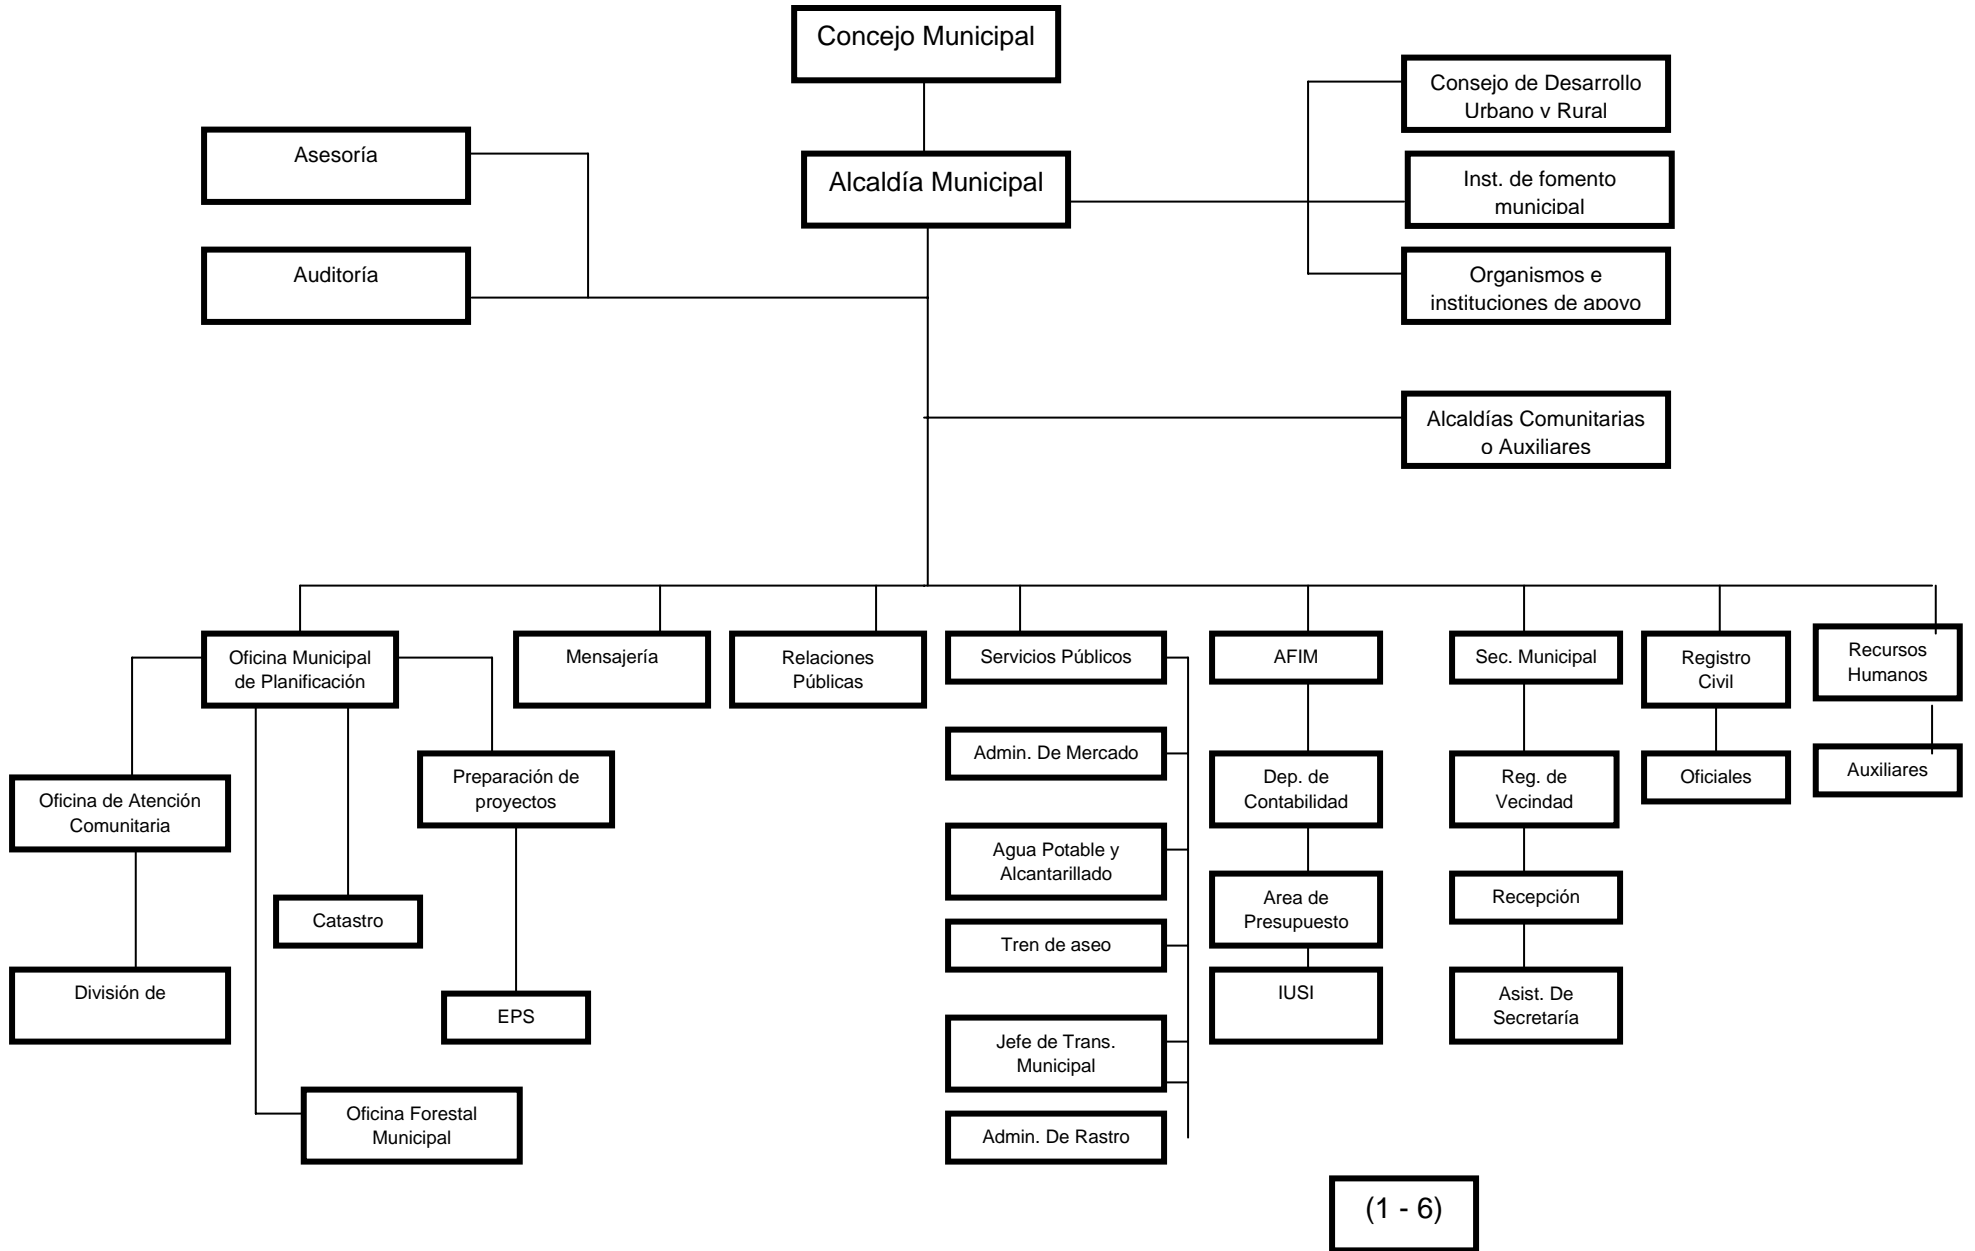 Concejo Municipal
Consejo de Desarrollo
Urbano y Rural
Asesoría
Alcaldía Municipal
Inst. de fomento
municipal
Auditoría
Organismos e
instituciones de apoyo
Alcaldías Comunitarias
o Auxiliares
Oficina Municipal
de Planificación
Mensajería
Relaciones
Públicas
Servicios Públicos
AFIM
Sec. Municipal
Registro
Civil
Recursos
Humanos
Admin. De Mercado
Preparación de
proyectos
Dep. de
Contabilidad
Reg. de
Vecindad
Oficiales
Auxiliares
Oficina de Atención
Comunitaria
Agua Potable y
Alcantarillado
Catastro
Area de
Presupuesto
Recepción
Tren de aseo
División de
EPS
IUSI
Asist. De
Secretaría
Jefe de Trans.
Municipal
Oficina Forestal
Municipal
Admin. De Rastro
(1 - 6)